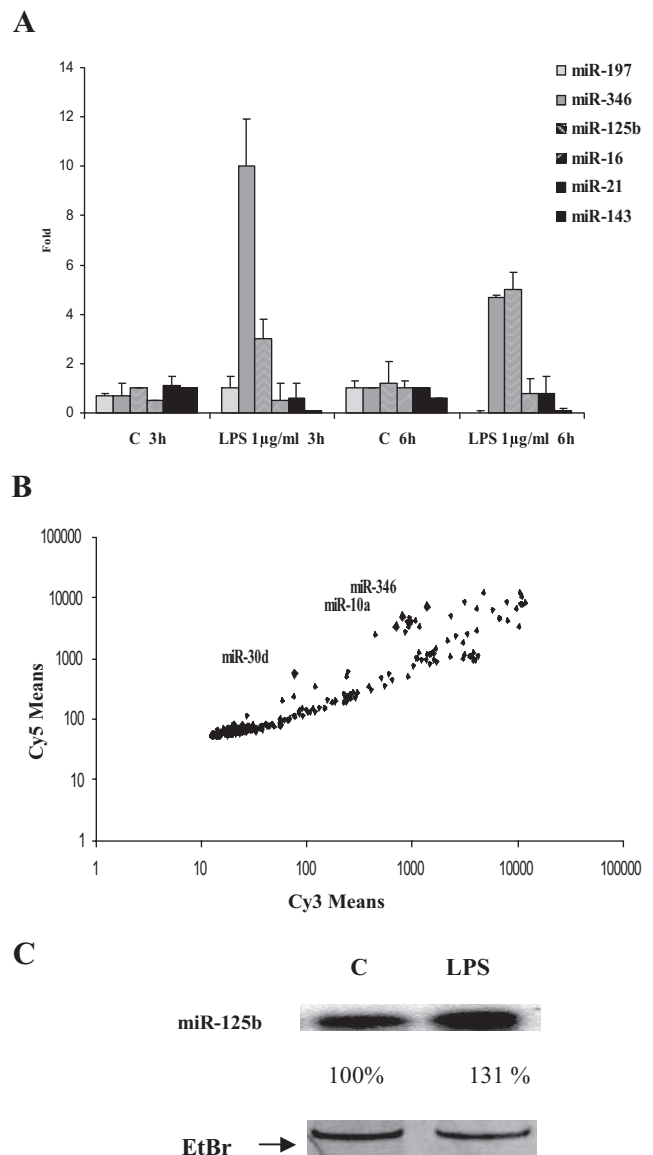 A
14
12
10
8
6
4
2
0
Fold
miR-197
miR-346
miR-125b
miR-16
miR-21
miR-143
C 3h
LPS 1µg/ml 3h
C 6h
LPS 1µg/ml 6h
B
100000
10000
1000
100
10
1
Cy5 Means
miR-346
miR-10a
miR-30d
1
10
100
1000
10000
100000
Cy3 Means
C
C LPS
miR-125b
100% 131 %
EtBr